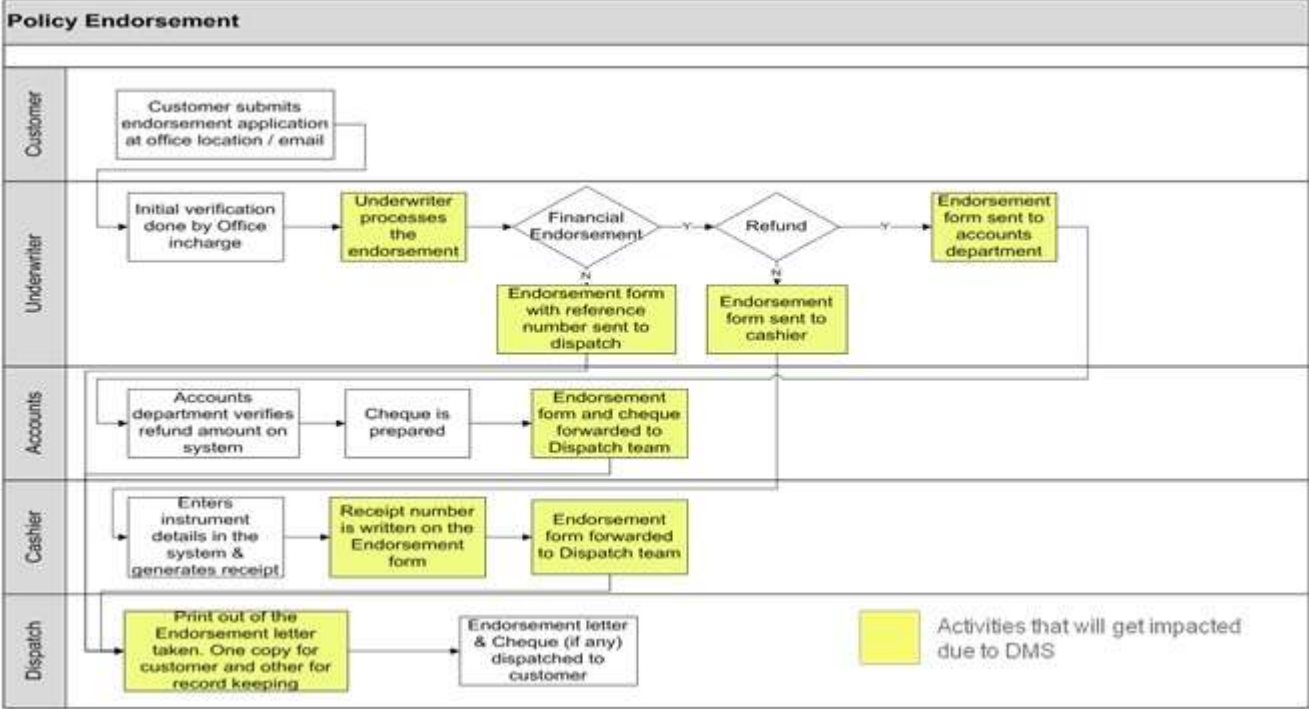 Policy Endorsement
Customer
Customer submits
endorsement application
at office location / email
Underwriter
Initial verification
done by Office
incharge
Underwriter
processes
the
endorsement
Financial
Endorsement
Y
Refund
Y
Endorsement
form sent to
accounts
department
N
N
Endorsement form
with reference
number sent to
dispatch
Endorsement
form sent to
cashier
Accounts
Accounts
department verifies
refund amount on
system
Cheque is
prepared
Endorsement
form and cheque
forwarded to
Dispatch team
Cashier
Enters
instrument
details in the
system &
generates receipt
Receipt number
is written on the
Endorsement
form
Endorsement
form forwarded
to Dispatch team
Dispatch
Print out of the
Endorsement letter
taken. One copy for
customer and other for
record keeping
Endorsement letter
& Cheque (if any)
dispatched to
customer
Activities that will get impacted
due to DMS